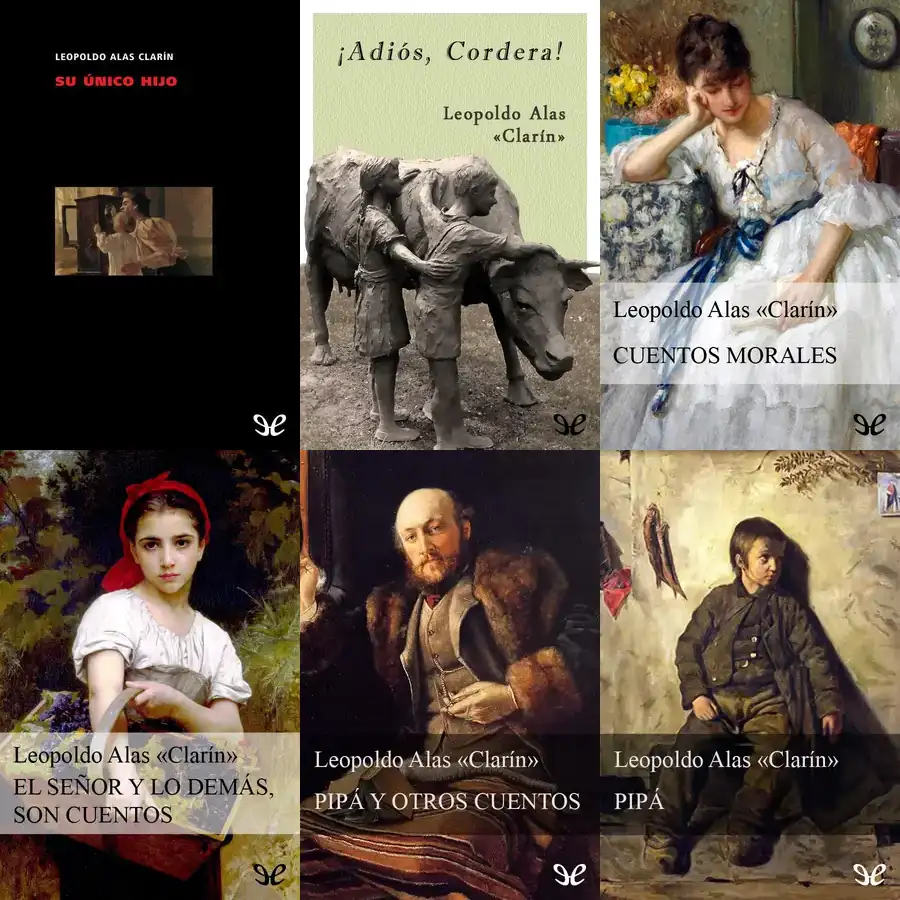 LEOPOLDO ALAS CLARÍN
SU ÚNICO HIJO
¡Adiós, Cordera!
Leopoldo Alas
«Clarín»
Leopoldo Alas «Clarín»
CUENTOS MORALES
Leopoldo Alas «Clarín»
EL SEÑOR Y LO DEMÁS,
SON CUENTOS
Leopoldo Alas «Clarín»
PIPÁ Y OTROS CUENTOS
Leopoldo Alas «Clarín»
PIPÁ